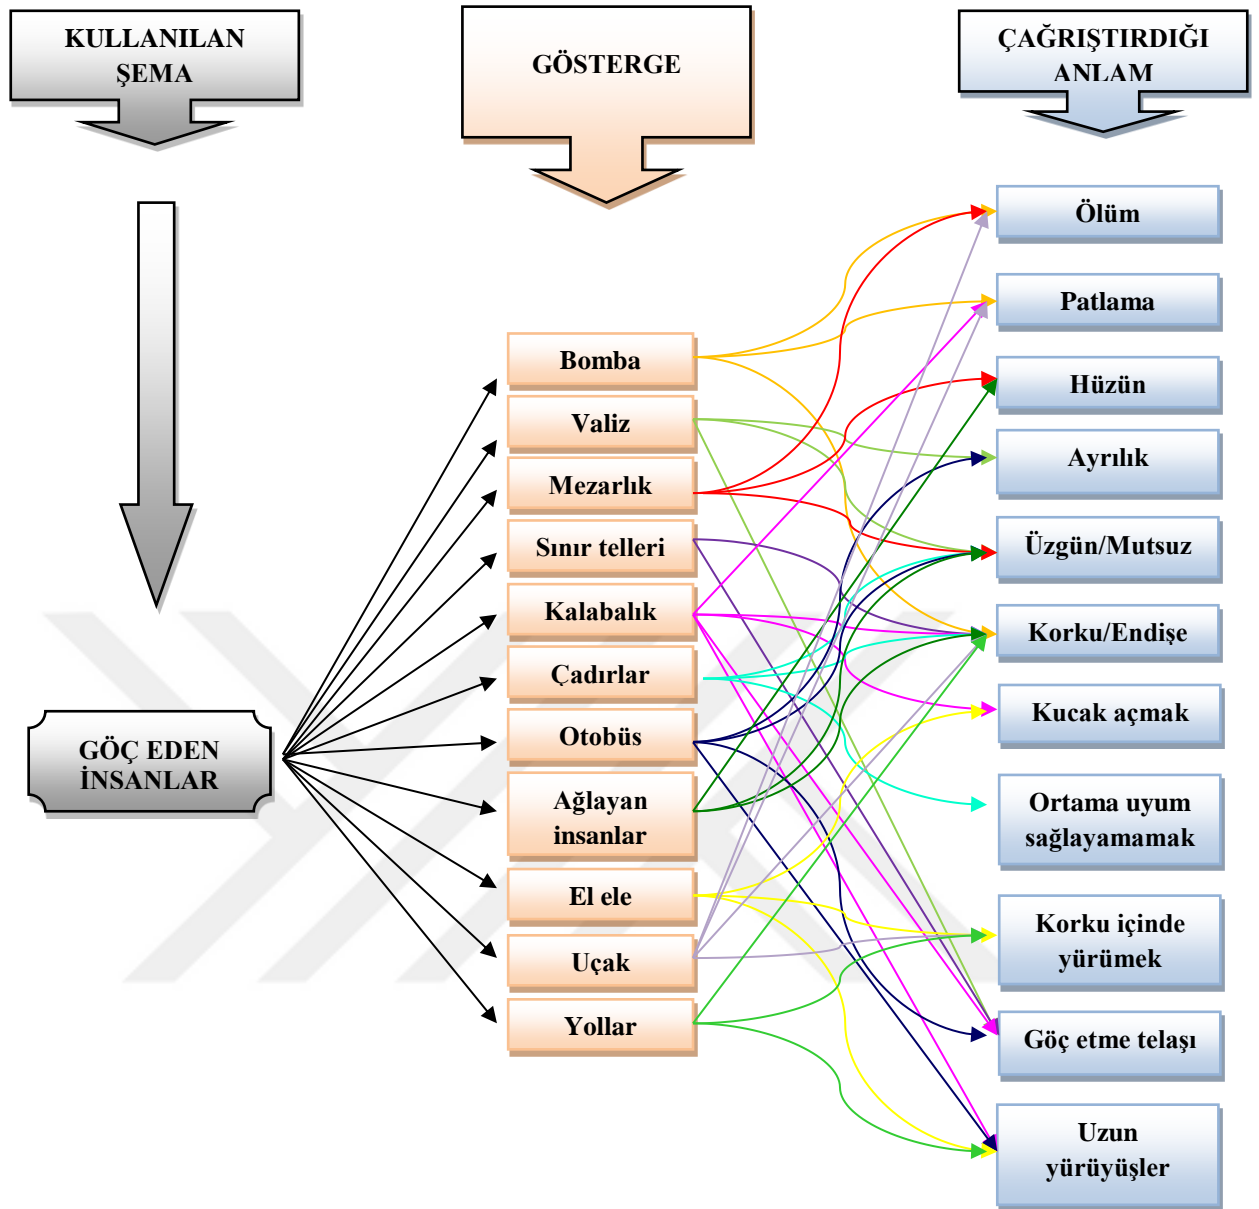 KULLANILAN
ŞEMA
GÖSTERGE
ÇAĞRIŞTIRDIĞI
ANLAM
GÖÇ EDEN
İNSANLAR
Bomba
Valiz
Mezarlık
Sınır telleri
Kalabalık
Çadırlar
Otobüs
Ağlayan
insanlar
El ele
Uçak
Yollar
Ölüm
Patlama
Hüzün
Ayrılık
Üzgün/Mutsuz
Korku/Endişe
Kucak açmak
Ortama uyum
sağlayamamak
Korku içinde
yürümek
Göç etme telaşı
Uzun
yürüyüşler